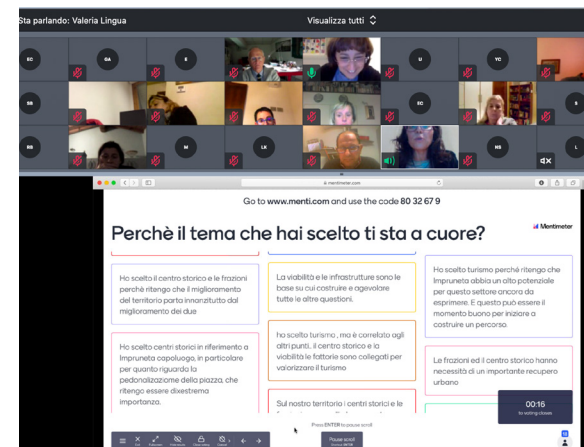 Sta parlando: Valeria Lingua
Visualizza tutti
EC
GA
E
U
YC
SB
EC
S
RB
M
LK
NS
L
mentimeter.com
Go to www.menti.com and use the code 80 32 67 9
Perchè il tema che hai scelto ti sta a cuore?
Mentimeter
Ho scelto il centro storico e le frazioni
perchè ritengo che il miglioramento
del territorio parta innanzitutto dal
miglioramento dei due
Ho scelto centri storici in riferimento a
Impruneta capoluogo, in particolare
per quanto riguarda la
pedonalizzazione della piazza, che
ritengo essere dixestrema
importanza.
La viabilità e le infrastrutture sono le
base su cui costruire e agevolare
tutte le altre questioni.
ho scelto turismo , ma è correlato agli
altri punti.. il centro storico e la
viabilità le fattorie sono collegati per
valorizzare il turismo
Sul nostro territorio i centri storici e le
Ho scelto turismo perché ritengo che
Impruneta abbia un alto potenziale
per questo settore ancora da
esprimere. E questo può essere il
momento buono per iniziare a
costruire un percorso.
Le frazioni ed il centro storico hanno
necessità di un importante recupero
urbano
00:16
to voting closes
Press ENTER to pause scroll
Pause scroll